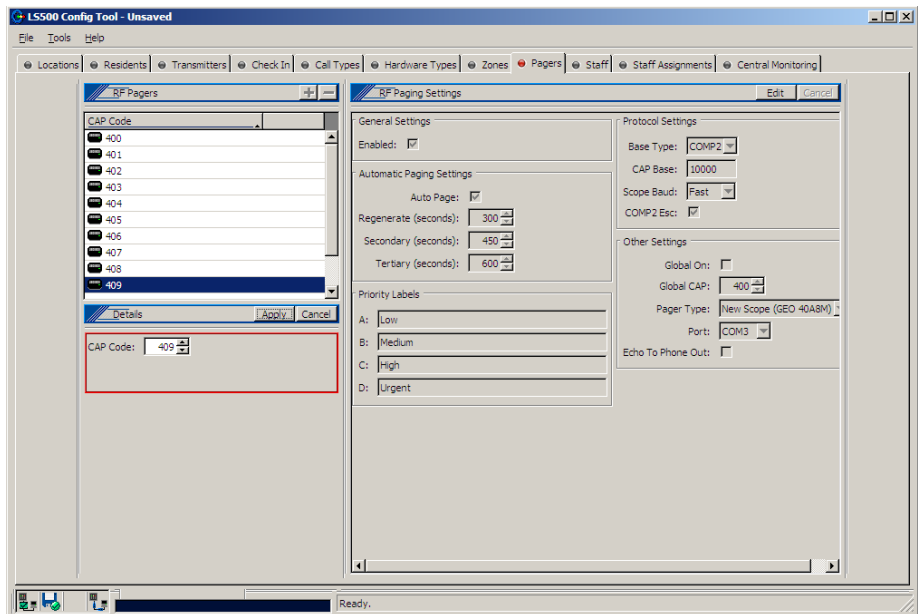 LS500 Config Tool - Unsaved
File Tools Help
Locations Residents Transmitters Check In Call Types Hardware Types Zones Pagers Staff Staff Assignments Central Monitoring
RF Pagers + −
CAP Code
400
401
402
403
404
405
406
407
408
409
Details Apply Cancel
CAP Code: 409
RF Paging Settings Edit Cancel
General Settings
Enabled:
Automatic Paging Settings
Auto Page:
Regenerate (seconds): 300
Secondary (seconds): 450
Tertiary (seconds): 600
Priority Labels
A: Low
B: Medium
C: High
D: Urgent
Protocol Settings
Base Type: COMP2
CAP Base: 10000
Scope Baud: Fast
COMP2 Esc:
Other Settings
Global On:
Global CAP: 400
Pager Type: New Scope (GEO 40A8M)
Port: COM3
Echo To Phone Out:
Ready.